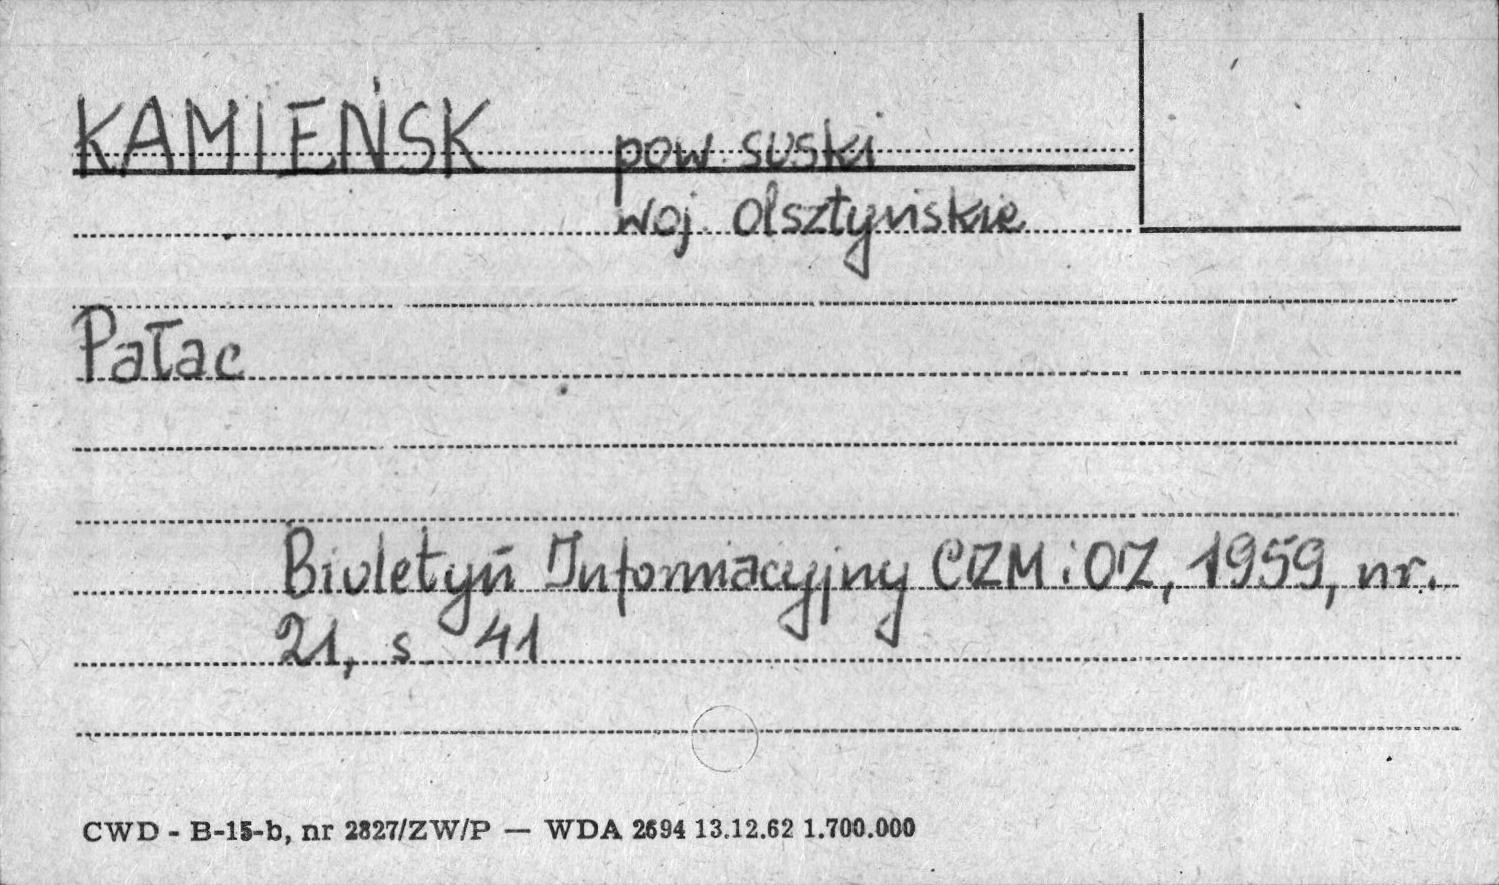 KAMIEŃSK pow. suski
woj. olsztyńskie
Pałac
Biuletyn Informacyjny CZM i OZ, 1959, nr.
21, s. 41
CWD - B-15-b, nr 2827/ZW/P — WDA 2694 13.12.62 1.700.000